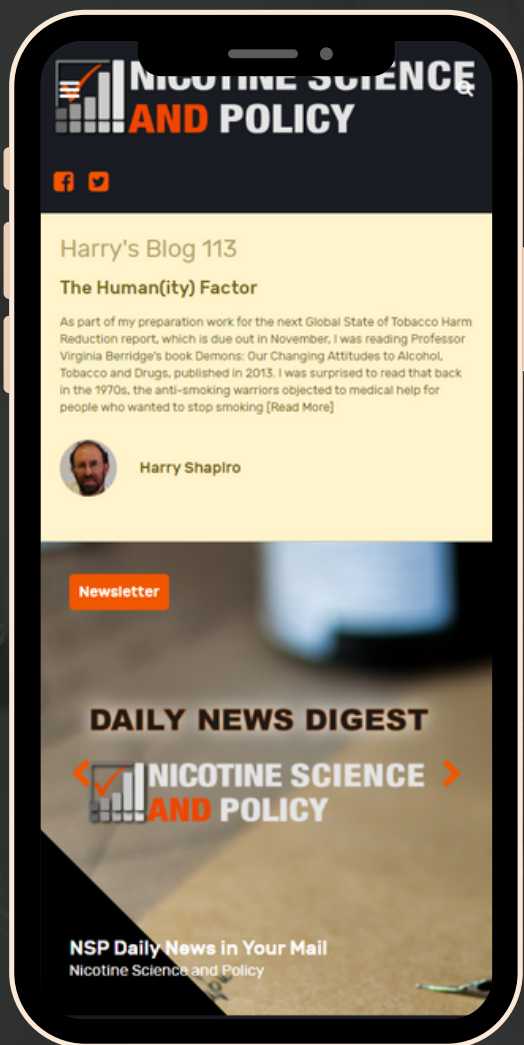 NICOTINE SCIENCE
AND POLICY
Harry's Blog 113
The Human(ity) Factor
As part of my preparation work for the next Global State of Tobacco Harm
Reduction report, which is due out in November, I was reading Professor
Virginia Berridge's book Demons: Our Changing Attitudes to Alcohol,
Tobacco and Drugs, published in 2013. I was surprised to read that back
in the 1970s, the anti-smoking warriors objected to medical help for
people who wanted to stop smoking [Read More]
Harry Shapiro
Newsletter
DAILY NEWS DIGEST
NICOTINE SCIENCE
AND POLICY
NSP Daily News in Your Mail
Nicotine Science and Policy